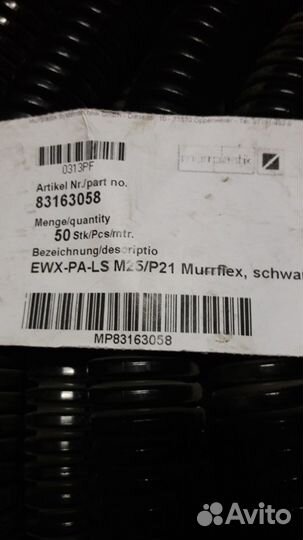 0313PF
murrplastik
Artikel Nr./part no.
83163058
Menge/quantity
50 Stk/Pcs/mtr.
Bezeichnung/descriptio
EWX-PA-LS M25/P21 Murrflex, schwa
MP83163058
Avito